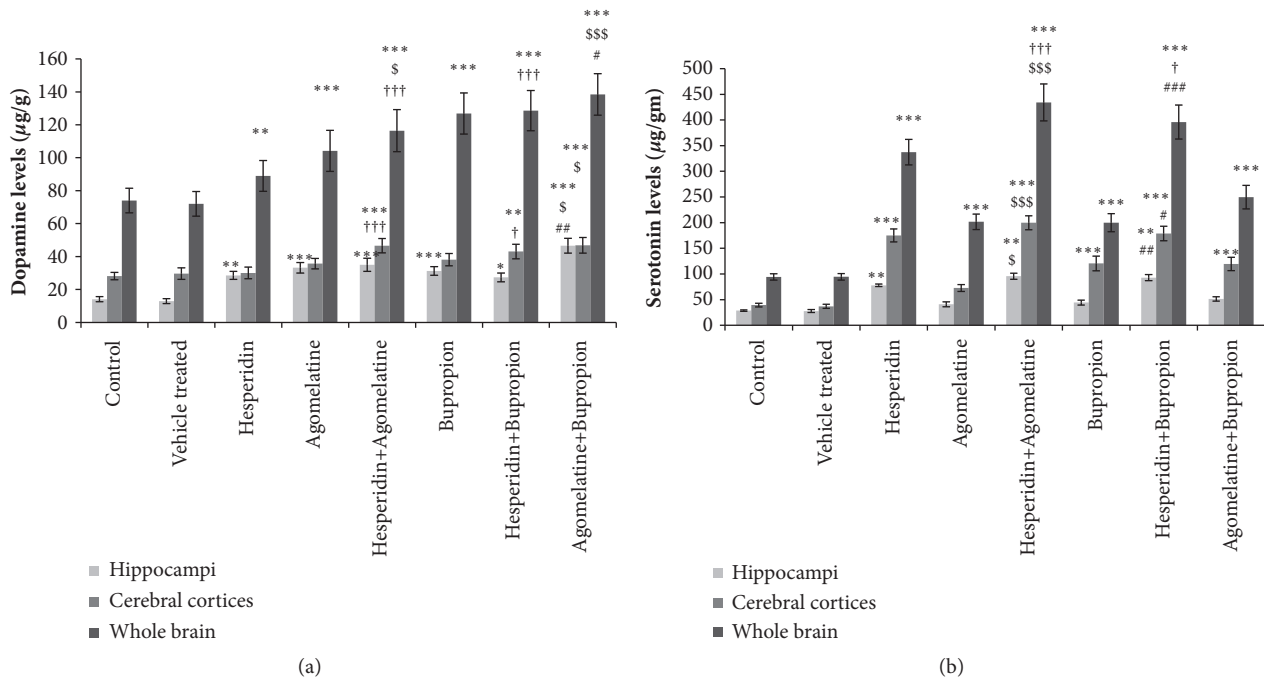 Dopamine levels (µg/g)
160
140
120
100
80
60
40
20
0
**
***
***
***
†††
***
$
†††
***
***
*
**
†
***
†††
***
$
##
***
$
***
$$$
#
**
***
Control
Vehicle treated
Hesperidin
Agomelatine
Hesperidin+Agomelatine
Bupropion
Hesperidin+Bupropion
Agomelatine+Bupropion
Hippocampi
Cerebral cortices
Whole brain
(a)
Serotonin levels (µg/gm)
500
450
400
350
300
250
200
150
100
50
0
**
***
***
***
**
$
***
$$$
***
†††
$$$
***
***
**
##
***
#
***
†
###
***
***
Control
Vehicle treated
Hesperidin
Agomelatine
Hesperidin+Agomelatine
Bupropion
Hesperidin+Bupropion
Agomelatine+Bupropion
Hippocampi
Cerebral cortices
Whole brain
(b)